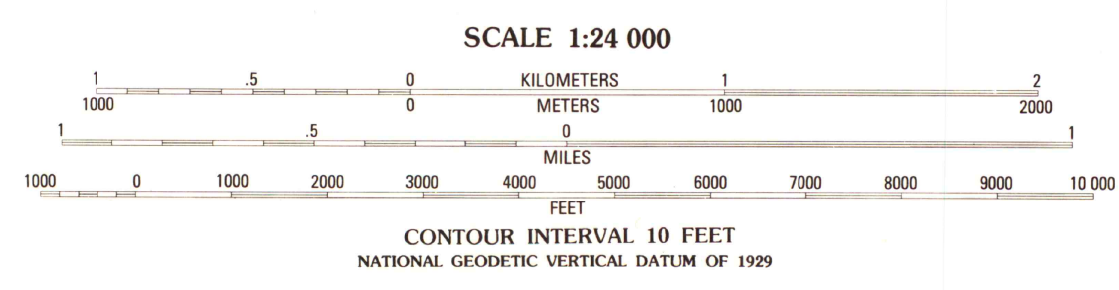 SCALE 1:24 000
1 .5 0 KILOMETERS 1 2
1000 0 METERS 1000 2000
1 .5 0 1
MILES
1000 0 1000 2000 3000 4000 5000 6000 7000 8000 9000 10 000
FEET
CONTOUR INTERVAL 10 FEET
NATIONAL GEODETIC VERTICAL DATUM OF 1929